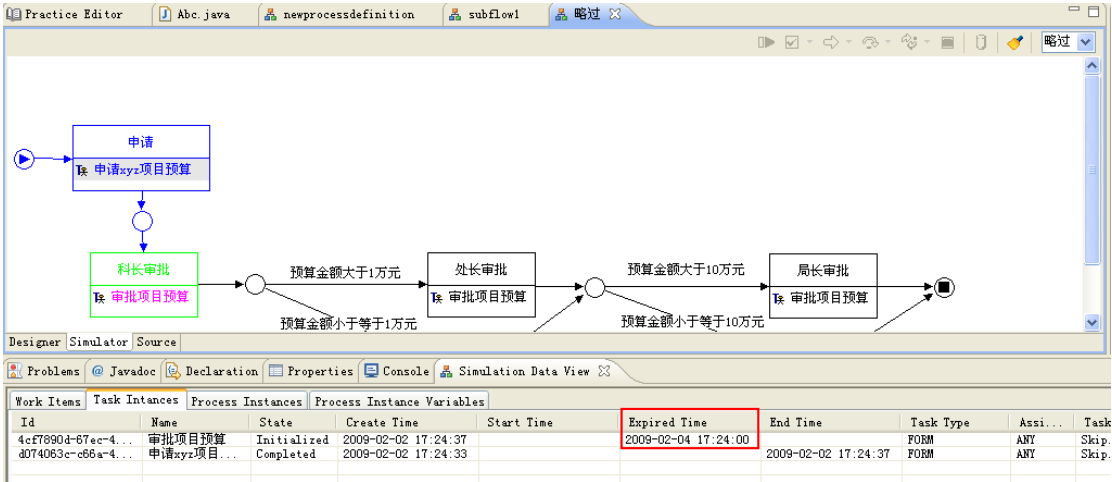 Practice Editor Abc.java newprocessdefinition subflow1 略过
略过
申请
申请xyz项目预算
科长审批
审批项目预算
预算金额大于1万元
预算金额小于等于1万元
处长审批
审批项目预算
预算金额大于10万元
预算金额小于等于10万元
局长审批
审批项目预算
Designer Simulator Source
Problems @ Javadoc Declaration Properties Console Simulation Data View
Work Items Task Intances Process Instances Process Instance Variables
Id Name State Create Time Start Time Expired Time End Time Task Type Assi... Task
4cf7890d-67ec-4... 审批项目预算 Initialized 2009-02-02 17:24:37 2009-02-04 17:24:00 FORM ANY Skip.
d074063c-c66a-4... 申请xyz项目... Completed 2009-02-02 17:24:33 2009-02-02 17:24:37 FORM ANY Skip.